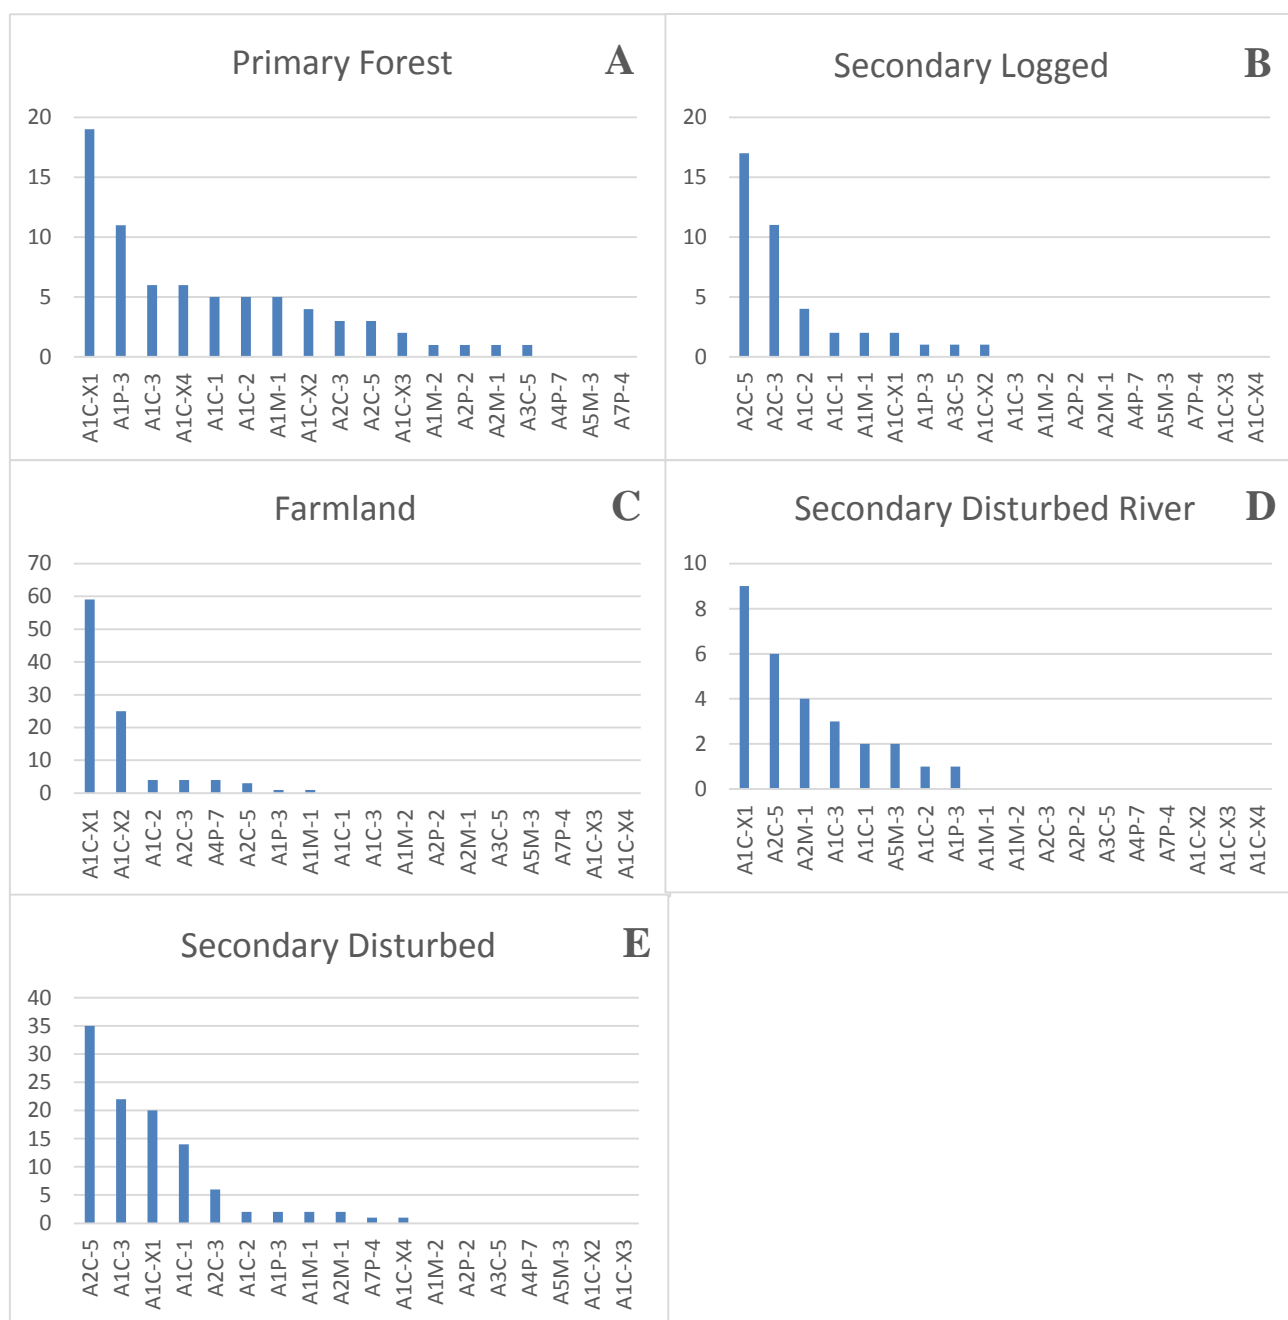 Primary Forest
A
20
15
10
5
0
A1C-X1
A1P-3
A1C-3
A1C-X4
A1C-1
A1C-2
A1M-1
A1C-X2
A2C-3
A2C-5
A1C-X3
A1M-2
A2P-2
A2M-1
A3C-5
A4P-7
A5M-3
A7P-4
Secondary Logged
B
20
15
10
5
0
A2C-5
A2C-3
A1C-2
A1C-1
A1M-1
A1C-X1
A1P-3
A3C-5
A1C-X2
A1C-3
A1M-2
A2P-2
A2M-1
A4P-7
A5M-3
A7P-4
A1C-X3
A1C-X4
Farmland
C
70
60
50
40
30
20
10
0
A1C-X1
A1C-X2
A1C-2
A2C-3
A4P-7
A2C-5
A1P-3
A1M-1
A1C-1
A1C-3
A1M-2
A2P-2
A2M-1
A3C-5
A5M-3
A7P-4
A1C-X3
A1C-X4
Secondary Disturbed River
D
10
8
6
4
2
0
A1C-X1
A2C-5
A2M-1
A1C-3
A1C-1
A5M-3
A1C-2
A1P-3
A1M-1
A1M-2
A2C-3
A2P-2
A3C-5
A4P-7
A7P-4
A1C-X2
A1C-X3
A1C-X4
Secondary Disturbed
E
40
35
30
25
20
15
10
5
0
A2C-5
A1C-3
A1C-X1
A1C-1
A2C-3
A1C-2
A1P-3
A1M-1
A2M-1
A7P-4
A1C-X4
A1M-2
A2P-2
A3C-5
A4P-7
A5M-3
A1C-X2
A1C-X3